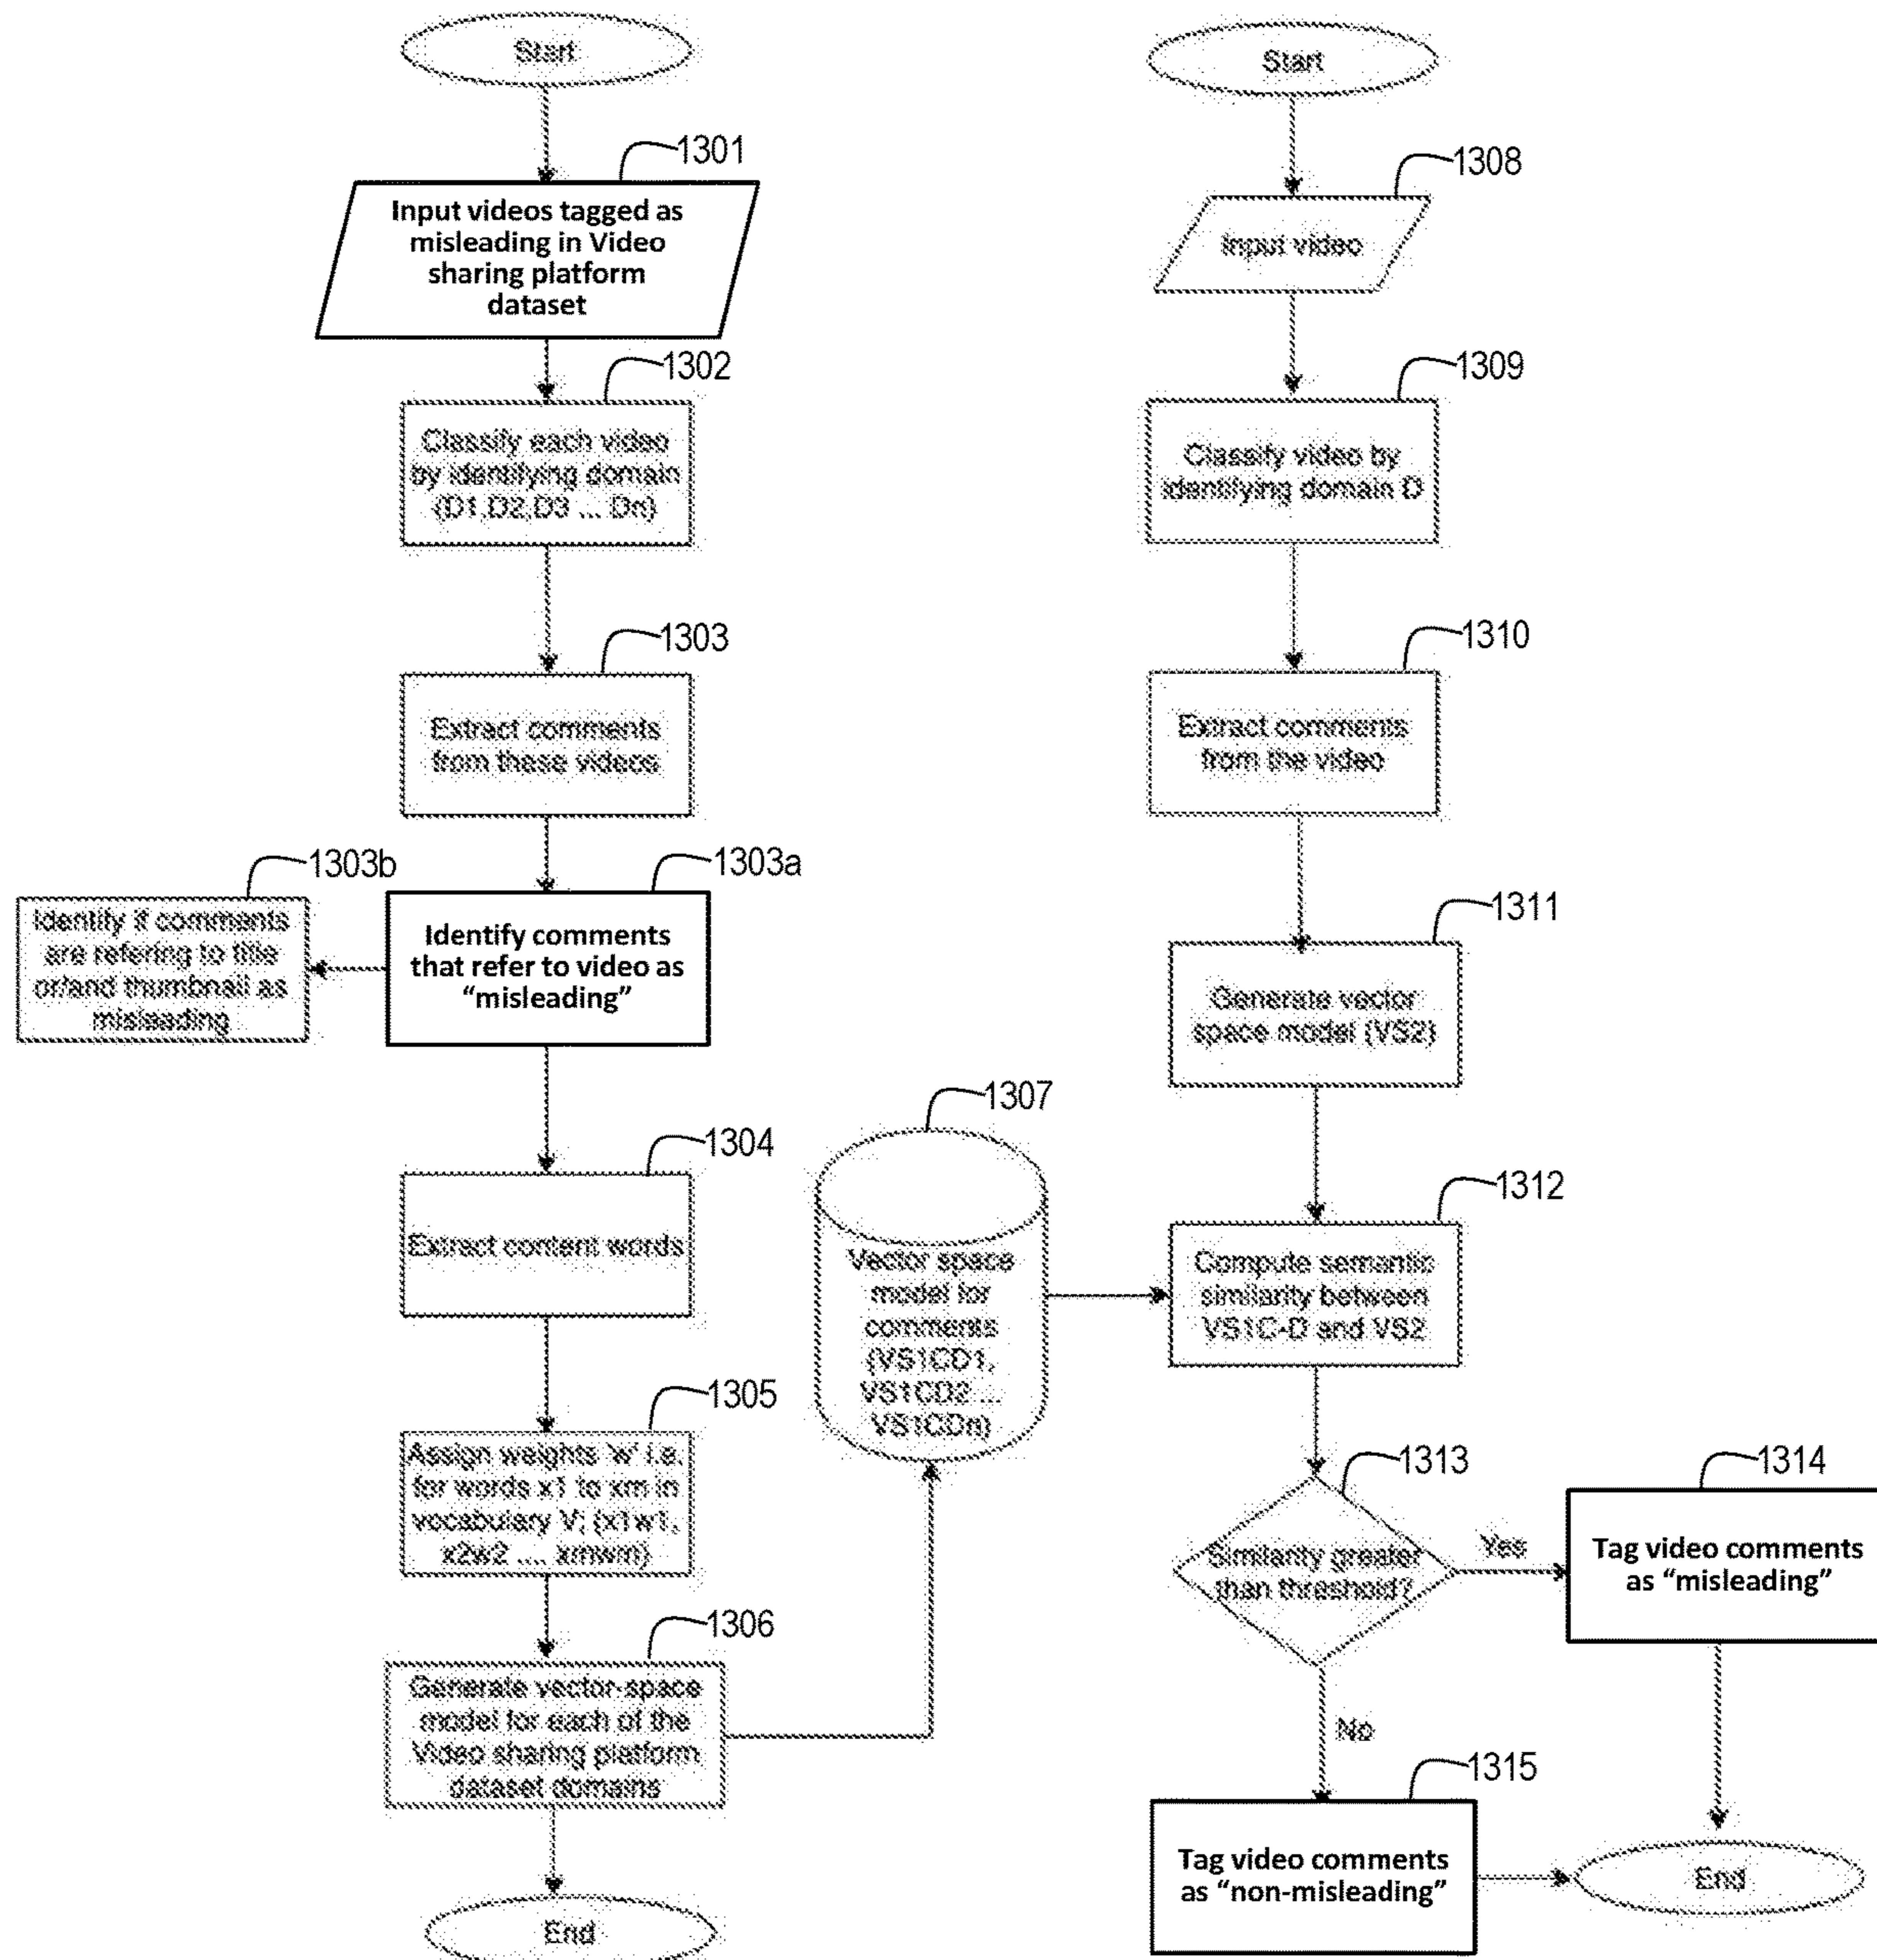 Start
1301
Input videos tagged as
misleading in Video
sharing platform
dataset
1302
Classify each video
by identifying domain
(D1,D2,D3 ... Dn)
1303
Extract comments
from these videos
1303b
Identify if comments
are refering to title
or/and thumbnail as
misleading
1303a
Identify comments
that refer to video as
“misleading”
1304
Extract content words
1305
Assign weights 'w' i.e.
for words x1 to xm in
vocabulary V; (x1w1,
x2w2 .... xmwm)
1306
Generate vector-space
model for each of the
Video sharing platform
dataset domains
End
1307
Vector space
model for
comments
(VS1CD1,
VS1CD2 ...
VS1CDn)
Start
1308
Input video
1309
Classify video by
identifying domain D
1310
Extract comments
from the video
1311
Generate vector
space model (VS2)
1312
Compute semantic
similarity between
VS1C-D and VS2
1313
Similarity greater
than threshold?
Yes
1314
Tag video comments
as “misleading”
No
1315
Tag video comments
as “non-misleading”
End